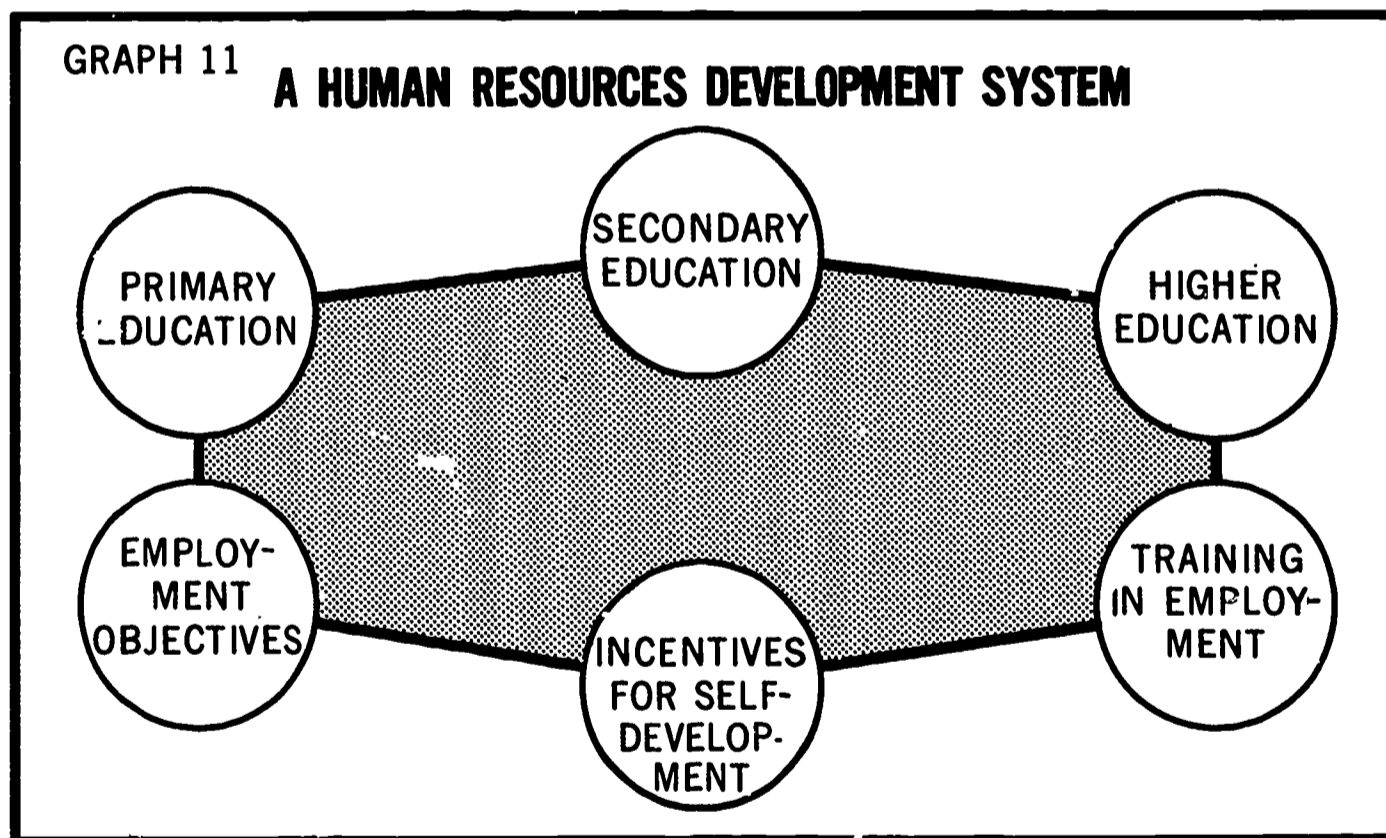 GRAPH 11
A HUMAN RESOURCES DEVELOPMENT SYSTEM
PRIMARY
EDUCATION
SECONDARY
EDUCATION
HIGHER
EDUCATION
EMPLOY-
MENT
OBJECTIVES
INCENTIVES
FOR SELF-
DEVELOP-
MENT
TRAINING
IN EMPLOY-
MENT